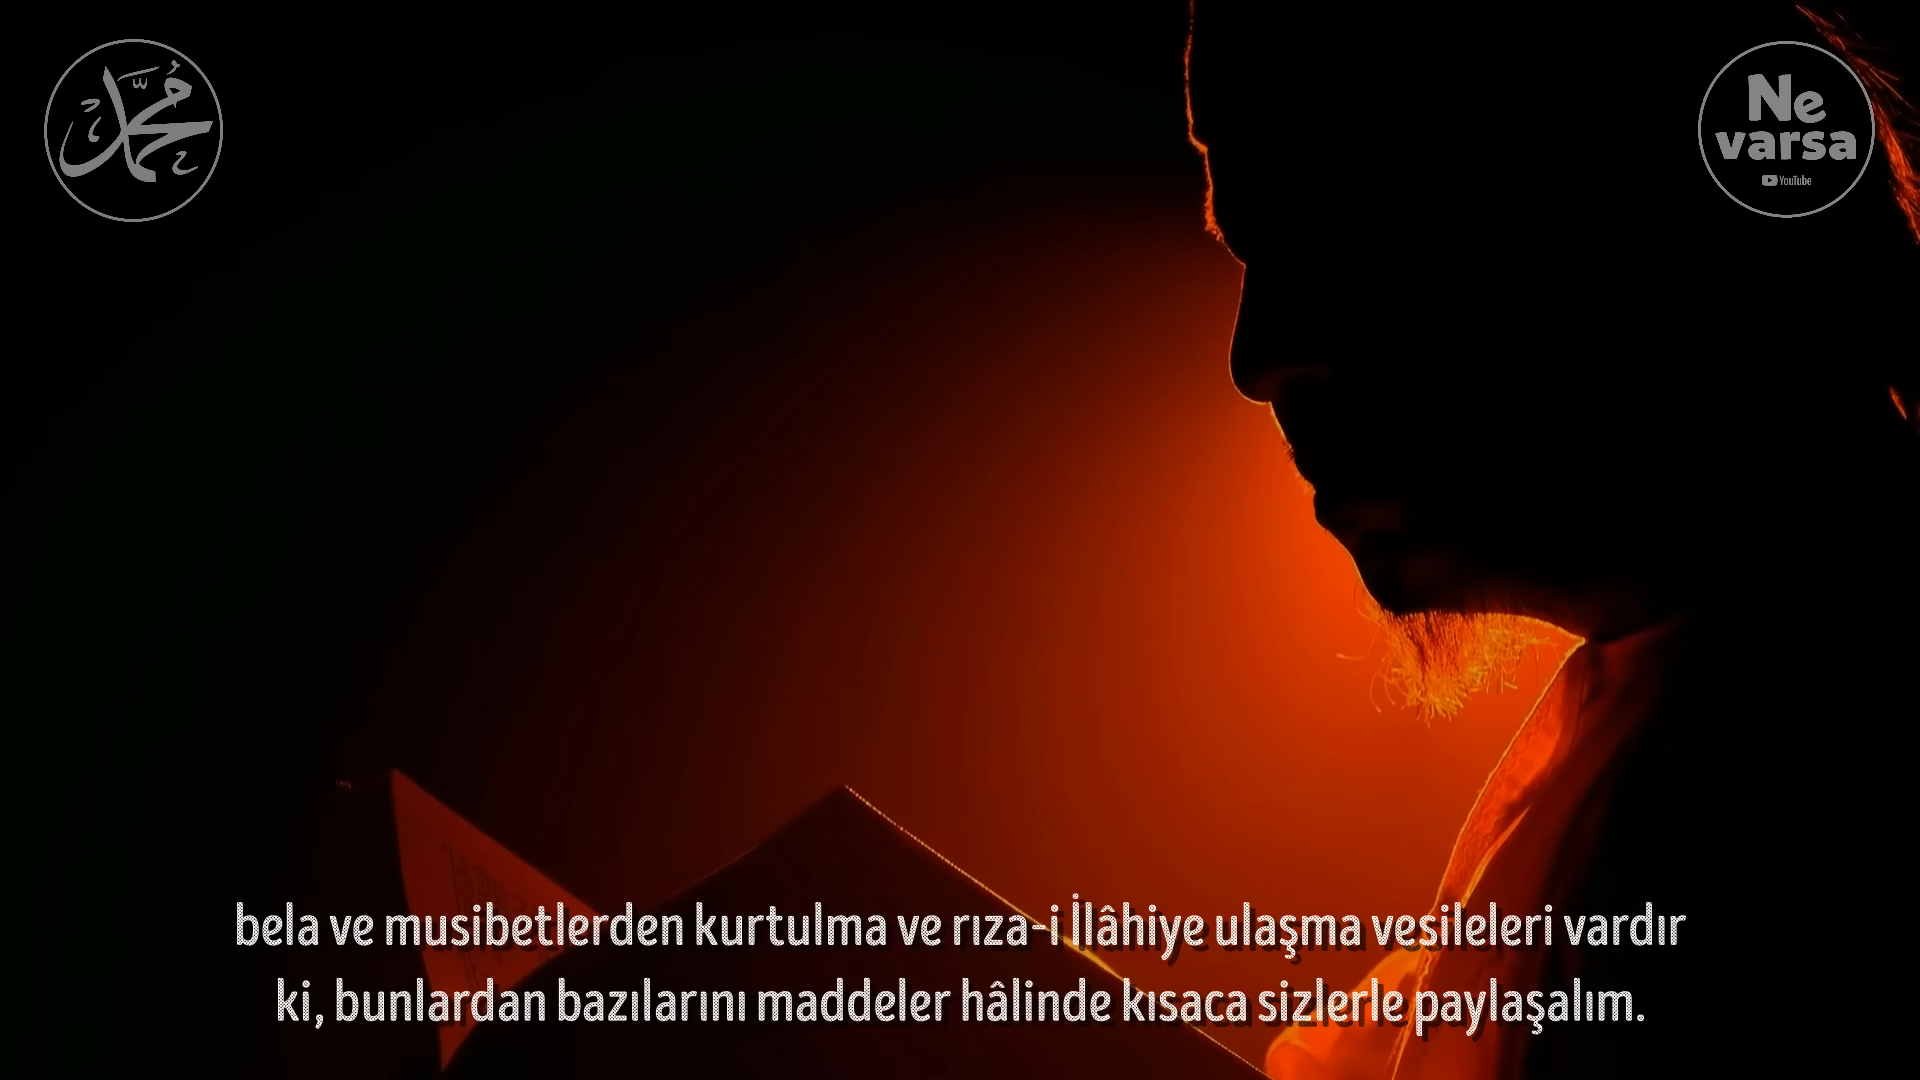 محمد
Ne
varsa
YouTube
bela ve musibetlerden kurtulma ve rıza-i İlâhiye ulaşma vesileleri vardır
ki, bunlardan bazılarını maddeler hâlinde kısaca sizlerle paylaşalım.